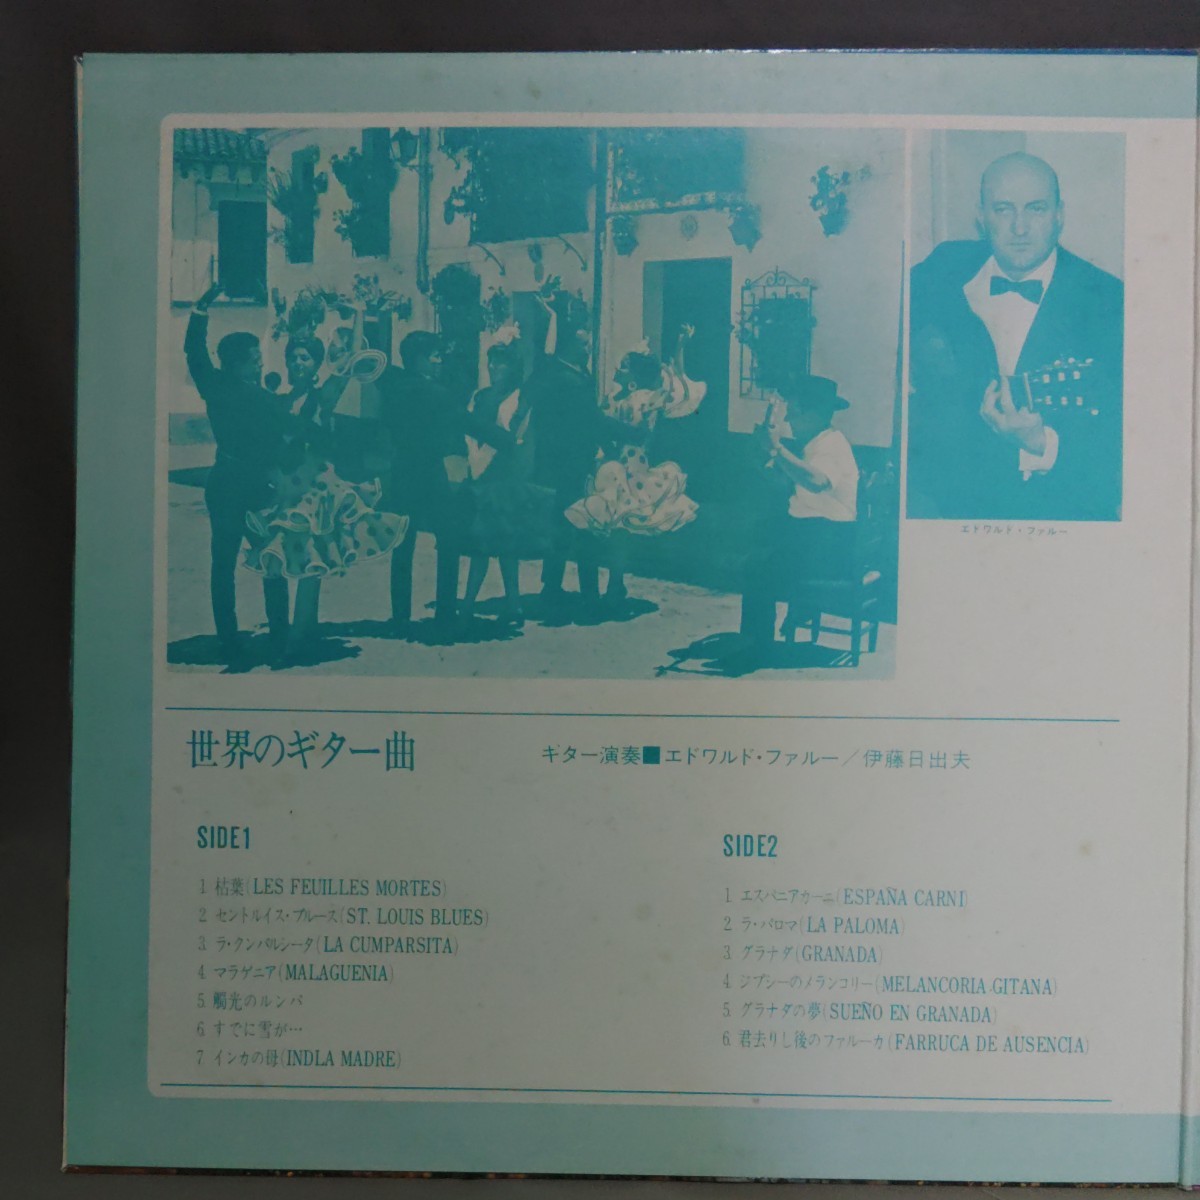 エドワルド・ファルー
世界のギター曲
ギター演奏■エドワルド・ファルー／伊藤日出夫
SIDE1
1. 枯葉(LES FEUILLES MORTES)
2. セントルイス・ブルース(ST. LOUIS BLUES)
3. ラ・クンパルシータ(LA CUMPARSITA)
4. マラゲニア(MALAGUENIA)
5. 觸光のルンバ
6. すでに雪が…
7. インカの母(INDLA MADRE)
SIDE2
1. エスパニアカーニ(ESPAÑA CARNI)
2. ラ・パロマ(LA PALOMA)
3. グラナダ(GRANADA)
4. ジプシーのメランコリー(MELANCORIA GITANA)
5. グラナダの夢(SUEÑO EN GRANADA)
6. 君去りし後のファルーカ(FARRUCA DE AUSENCIA)